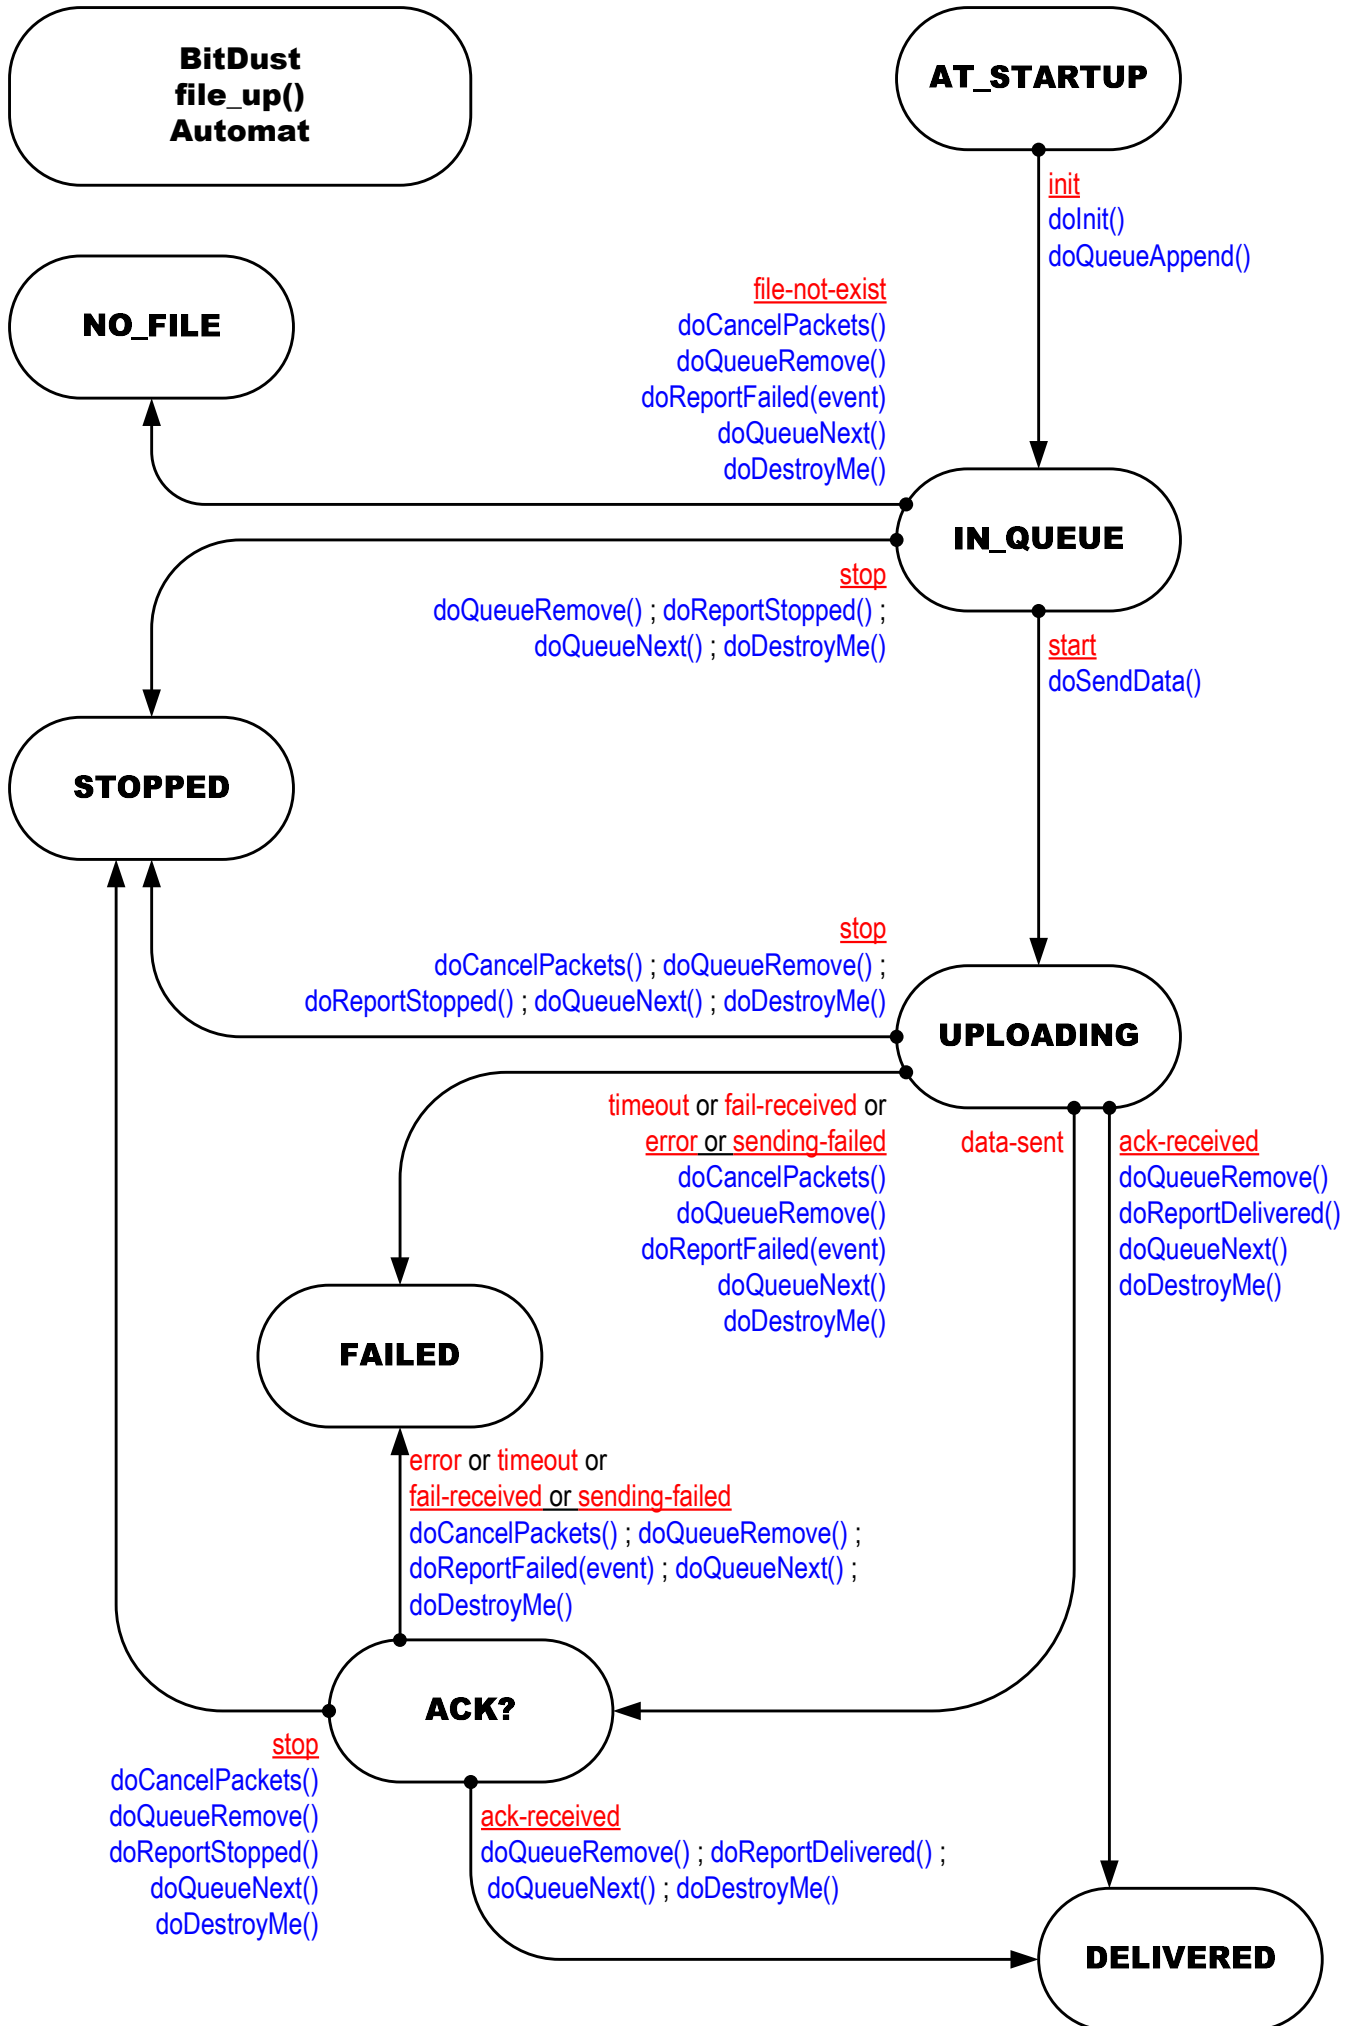 BitDust
file_up()
Automat
AT_STARTUP
init
doInit()
doQueueAppend()
file-not-exist
doCancelPackets()
doQueueRemove()
doReportFailed(event)
doQueueNext()
doDestroyMe()
NO_FILE
IN_QUEUE
stop
doQueueRemove() ; doReportStopped() ;
doQueueNext() ; doDestroyMe()
start
doSendData()
STOPPED
stop
doCancelPackets() ; doQueueRemove() ;
doReportStopped() ; doQueueNext() ; doDestroyMe()
UPLOADING
timeout or fail-received or
error or sending-failed
doCancelPackets()
doQueueRemove()
doReportFailed(event)
doQueueNext()
doDestroyMe()
data-sent
ack-received
doQueueRemove()
doReportDelivered()
doQueueNext()
doDestroyMe()
FAILED
error or timeout or
fail-received or sending-failed
doCancelPackets() ; doQueueRemove() ;
doReportFailed(event) ; doQueueNext() ;
doDestroyMe()
ACK?
stop
doCancelPackets()
doQueueRemove()
doReportStopped()
doQueueNext()
doDestroyMe()
ack-received
doQueueRemove() ; doReportDelivered() ;
doQueueNext() ; doDestroyMe()
DELIVERED